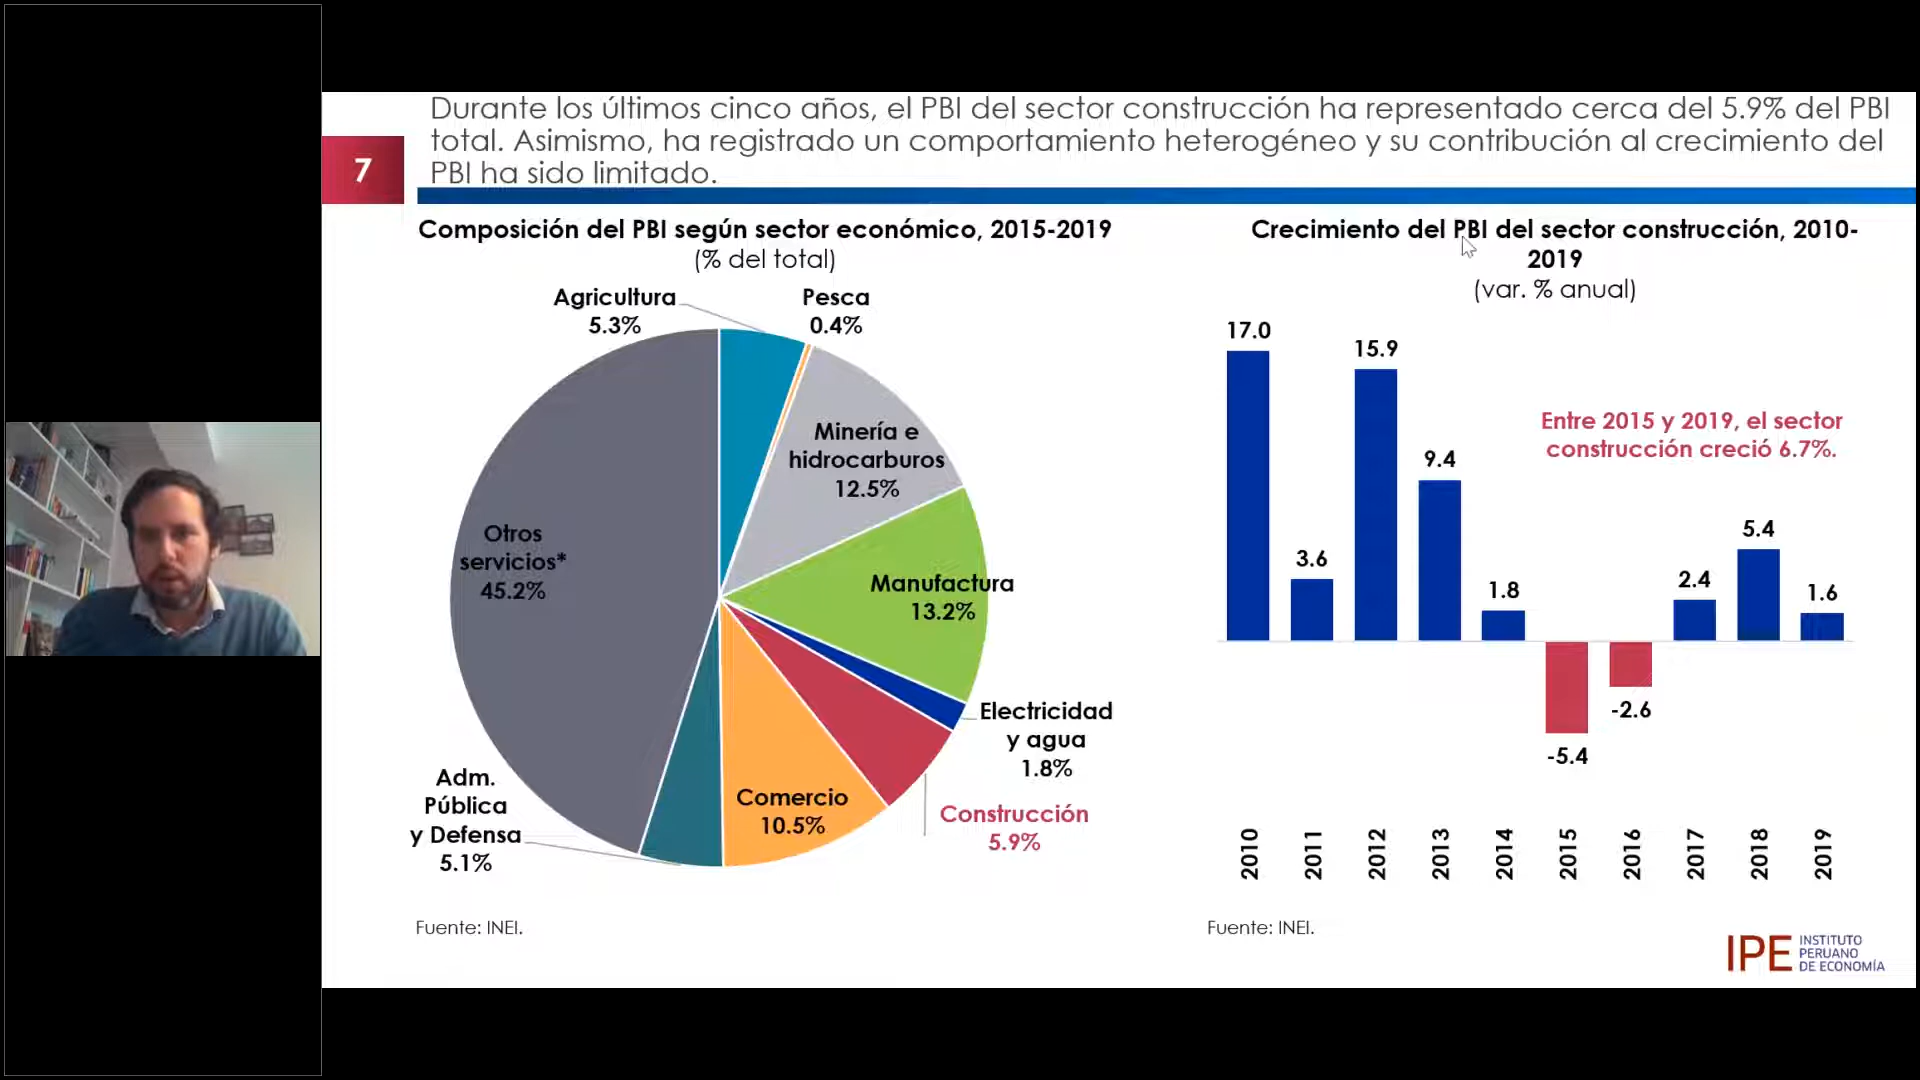 Durante los últimos cinco años, el PBI del sector construcción ha representado cerca del 5.9% del PBI
total. Asimismo, ha registrado un comportamiento heterogéneo y su contribución al crecimiento del
PBI ha sido limitado.
7
Composición del PBI según sector económico, 2015-2019
(% del total)
Agricultura
5.3%
Pesca
0.4%
Minería e
hidrocarburos
12.5%
Manufactura
13.2%
Electricidad
y agua
1.8%
Construcción
5.9%
Comercio
10.5%
Adm.
Pública
y Defensa
5.1%
Otros
servicios*
45.2%
Fuente: INEI.
Crecimiento del PBI del sector construcción, 2010-
2019
(var. % anual)
17.0
3.6
15.9
9.4
1.8
-5.4
-2.6
2.4
5.4
1.6
Entre 2015 y 2019, el sector
construcción creció 6.7%.
2010
2011
2012
2013
2014
2015
2016
2017
2018
2019
Fuente: INEI.
IPE
INSTITUTO
PERUANO
DE ECONOMÍA